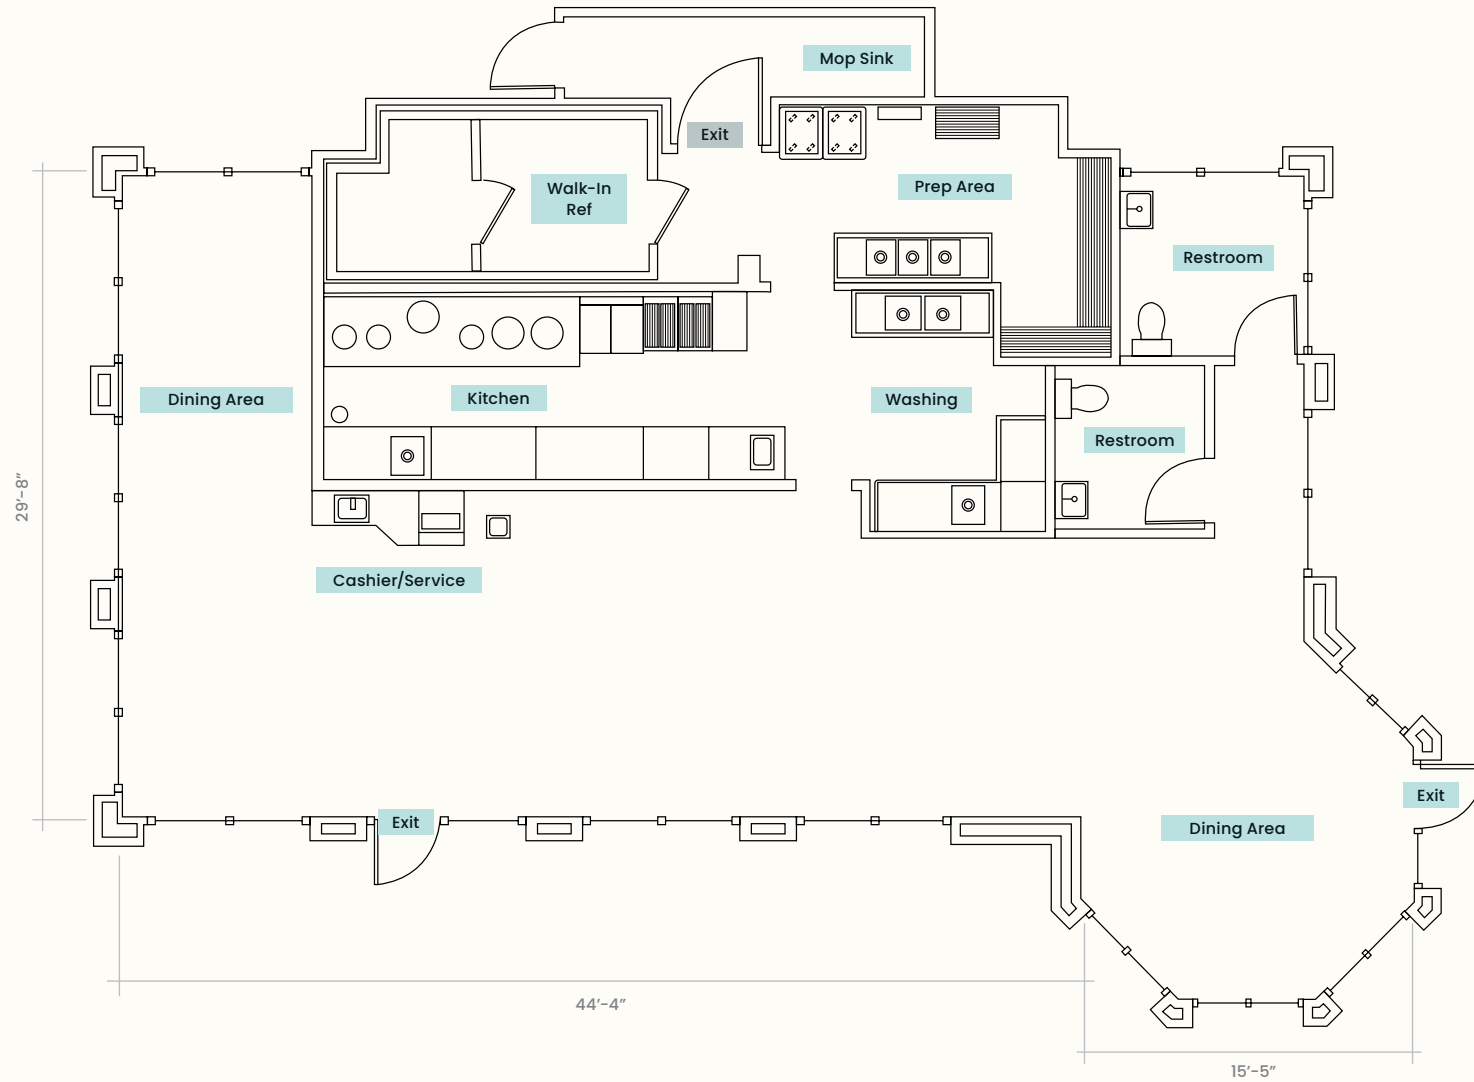 Mop Sink
Exit
Walk-In
Ref
Prep Area
Restroom
Dining Area
Kitchen
Washing
Restroom
29'-8”
Cashier/Service
Exit
Exit
Dining Area
44'-4”
15'-5”